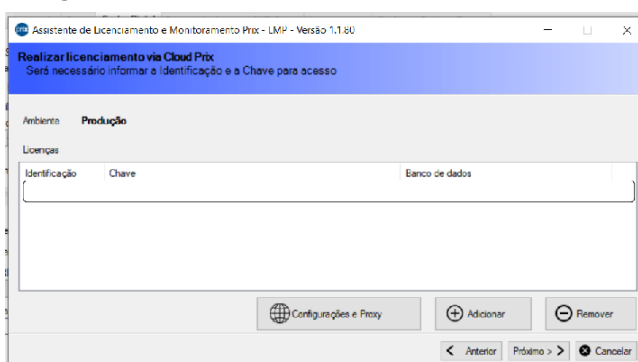 Assistente de Licenciamento e Monitoramento Prix - LMP - Versão 1.1.80
Realizar licenciamento via Cloud Prix
Será necessário informar a Identificação e a Chave para acesso
Ambiente Produção
Licenças
Identificação Chave Banco de dados
Configurações e Proxy Adicionar Remover
< Anterior Próximo > > Cancelar